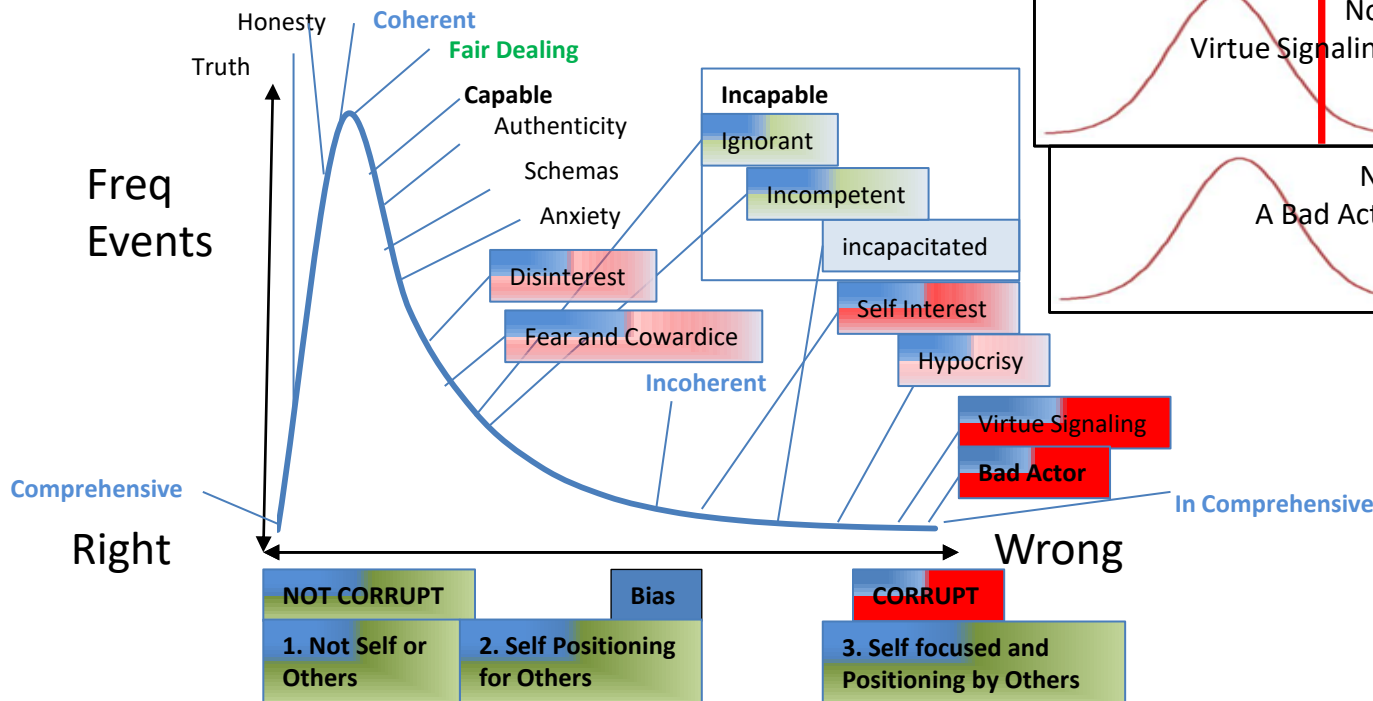 Honesty
Coherent
Truth
Fair Dealing
Capable
Authenticity
Schemas
Anxiety
Freq
Events
Incapable
Ignorant
Incompetent
incapacitated
Disinterest
Self Interest
Fear and Cowardice
Hypocrisy
Incoherent
Virtue Signaling
Bad Actor
Virtue
A Bad
Comprehensive
In Comprehensive
Right
Wrong
NOT CORRUPT
Bias
CORRUPT
1. Not Self or
Others
2. Self Positioning
for Others
3. Self focused and
Positioning by Others